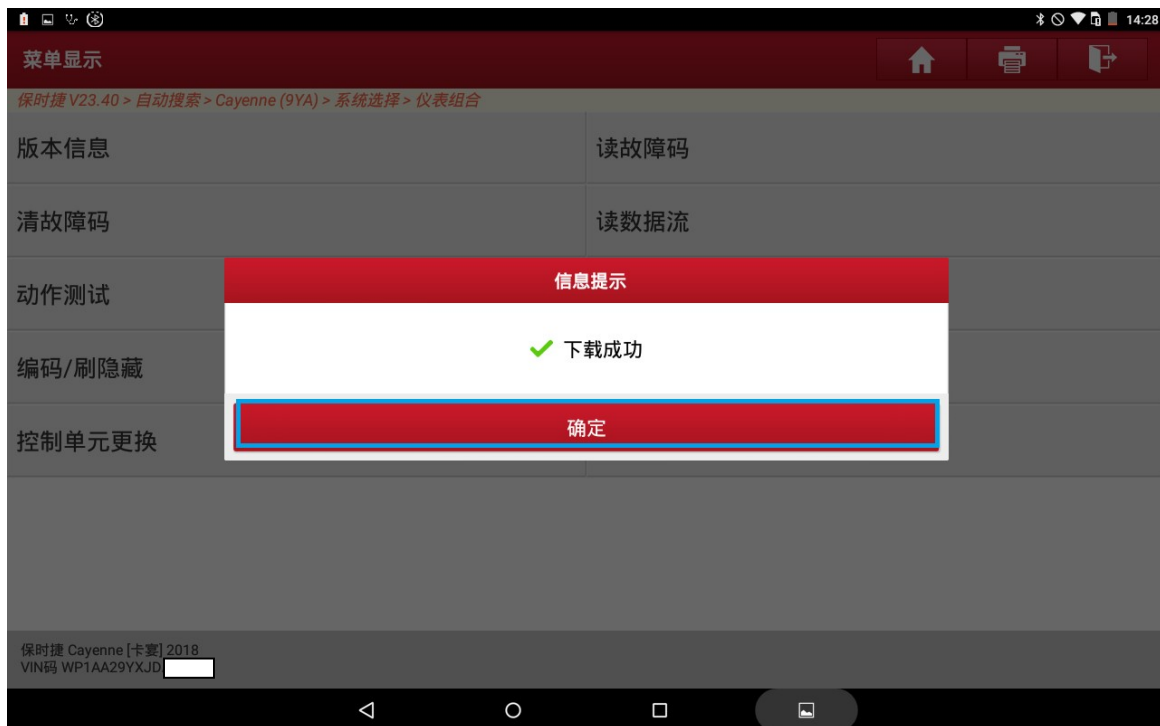 14:28
菜单显示
保时捷 V23.40 > 自动搜索 > Cayenne (9YA) > 系统选择 > 仪表组合
版本信息
读故障码
清故障码
读数据流
信息提示
动作测试
下载成功
编码/刷隐藏
确定
控制单元更换
保时捷 Cayenne [卡宴] 2018
VIN码 WP1AA29YXJD